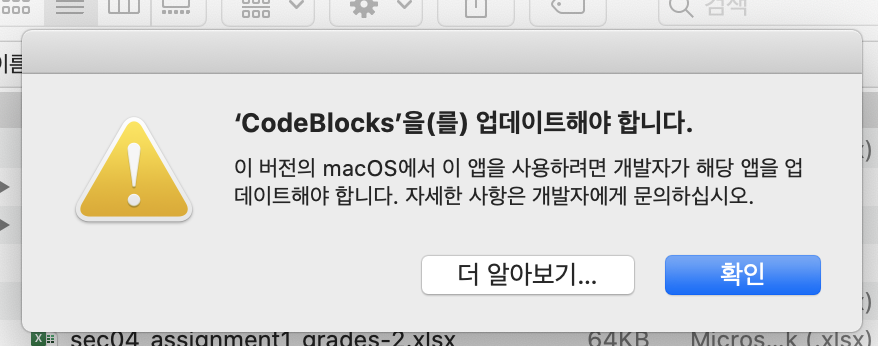 검색
이름
‘CodeBlocks’을(를) 업데이트해야 합니다.
이 버전의 macOS에서 이 앱을 사용하려면 개발자가 해당 앱을 업
데이트해야 합니다. 자세한 사항은 개발자에게 문의하십시오.
더 알아보기...
확인
sec04_assignment1_grades-2.xlsx 64KB Micros...k (.xlsx)